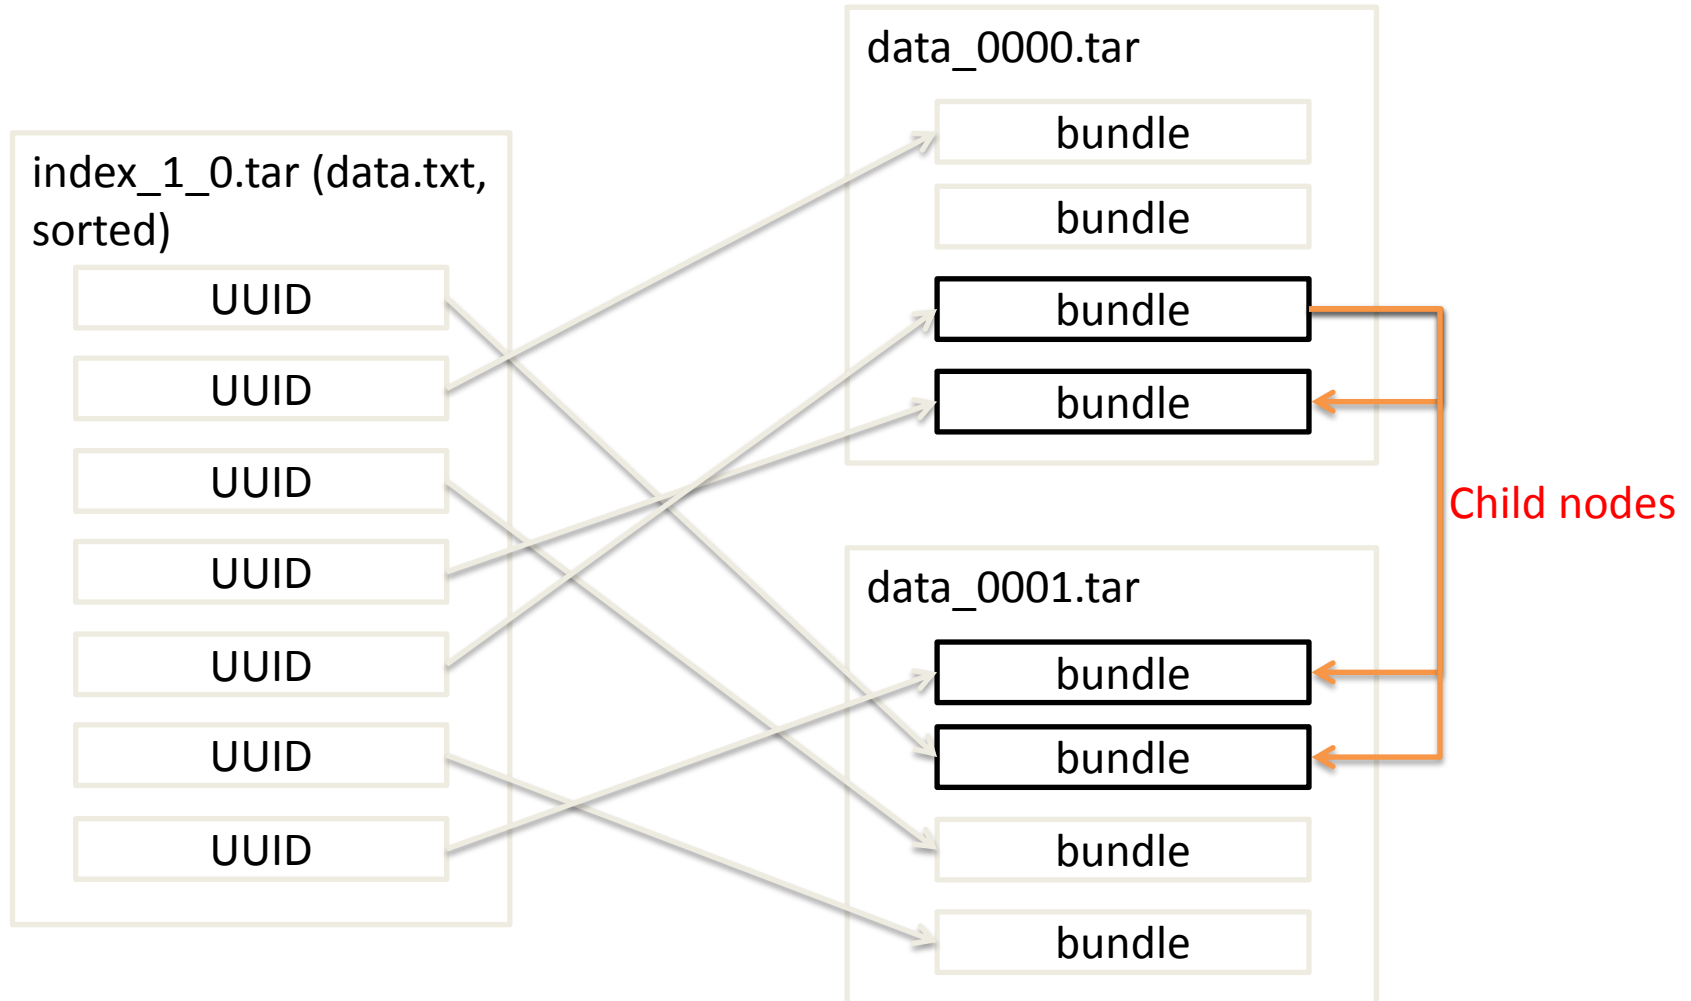 index_1_0.tar (data.txt,
sorted)
UUID
UUID
UUID
UUID
UUID
UUID
UUID
data_0000.tar
bundle
bundle
bundle
bundle
Child nodes
data_0001.tar
bundle
bundle
bundle
bundle